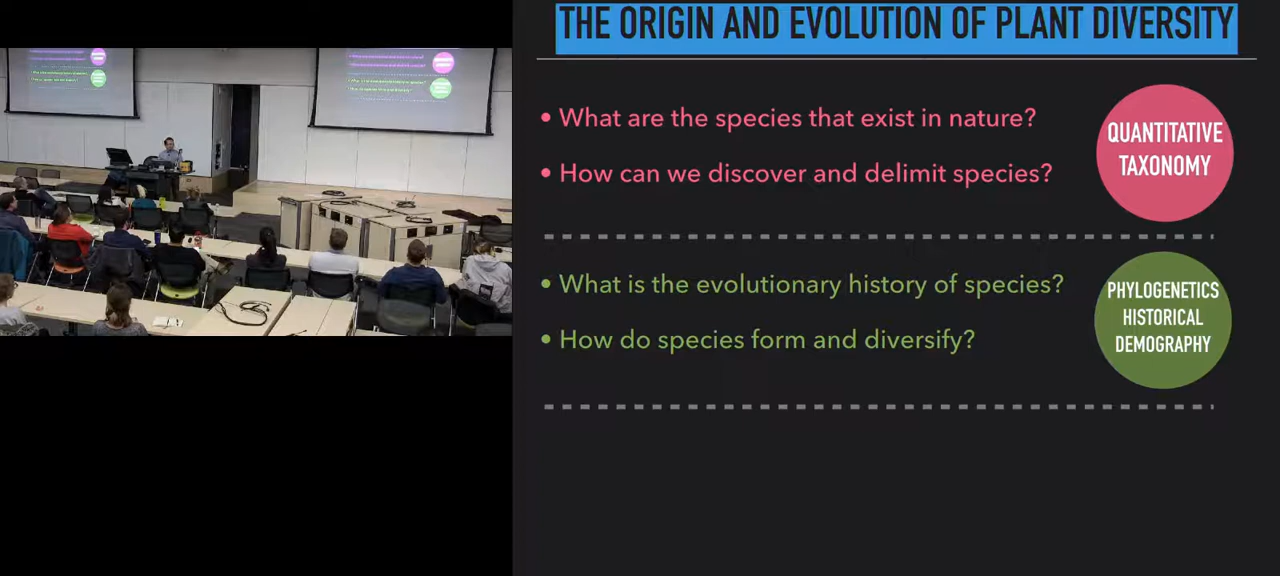 THE ORIGIN AND EVOLUTION OF PLANT DIVERSITY
• What are the species that exist in nature?
• How can we discover and delimit species?
QUANTITATIVE
TAXONOMY
• What is the evolutionary history of species?
• How do species form and diversify?
PHYLOGENETICS
HISTORICAL
DEMOGRAPHY